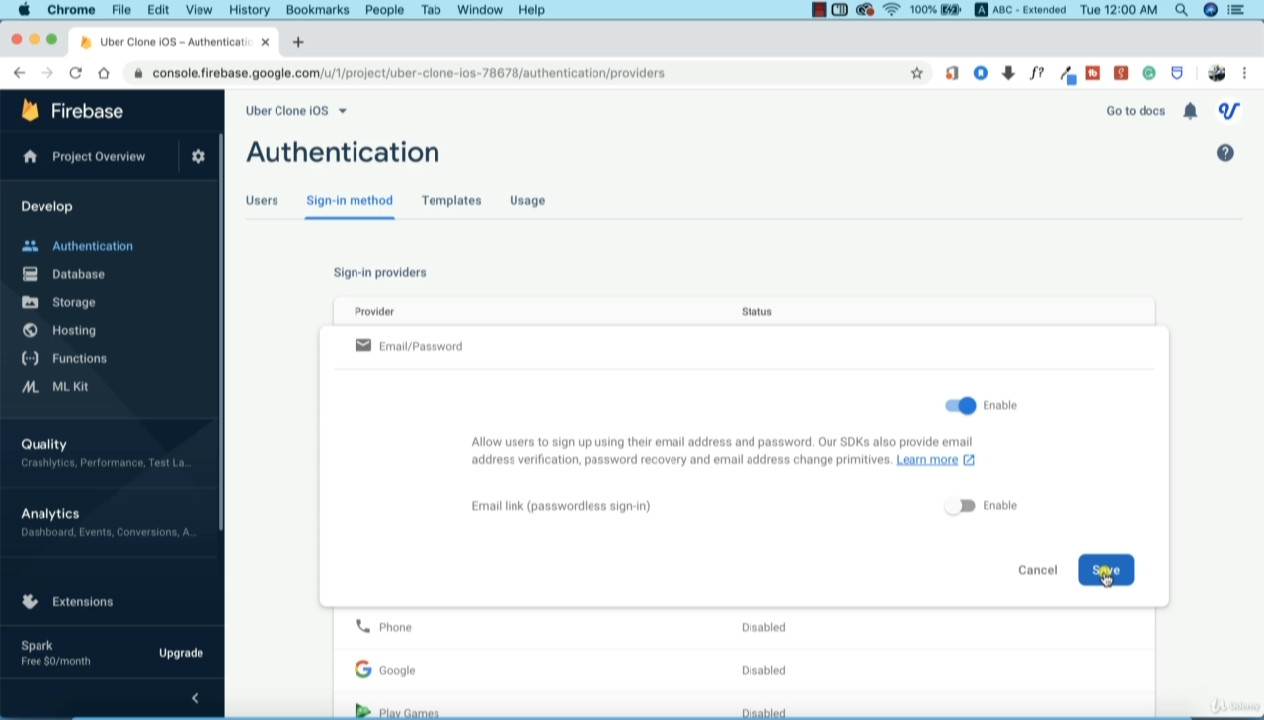 Chrome File Edit View History Bookmarks People Tab Window Help 100% A ABC - Extended Tue 12:00 AM
Uber Clone iOS – Authenticatio
console.firebase.google.com/u/1/project/uber-clone-ios-78678/authentication/providers
Firebase
Uber Clone iOS
Go to docs
Project Overview
Authentication
Users Sign-in method Templates Usage
Develop
Authentication
Database
Storage
Hosting
Functions
ML Kit
Quality
Crashlytics, Performance, Test La...
Analytics
Dashboard, Events, Conversions, A...
Extensions
Spark
Free $0/month
Upgrade
Sign-in providers
Provider Status
Email/Password
Enable
Allow users to sign up using their email address and password. Our SDKs also provide email
address verification, password recovery and email address change primitives. Learn more
Email link (passwordless sign-in) Enable
Cancel Save
Phone Disabled
Google Disabled
Play Games Disabled
Udemy